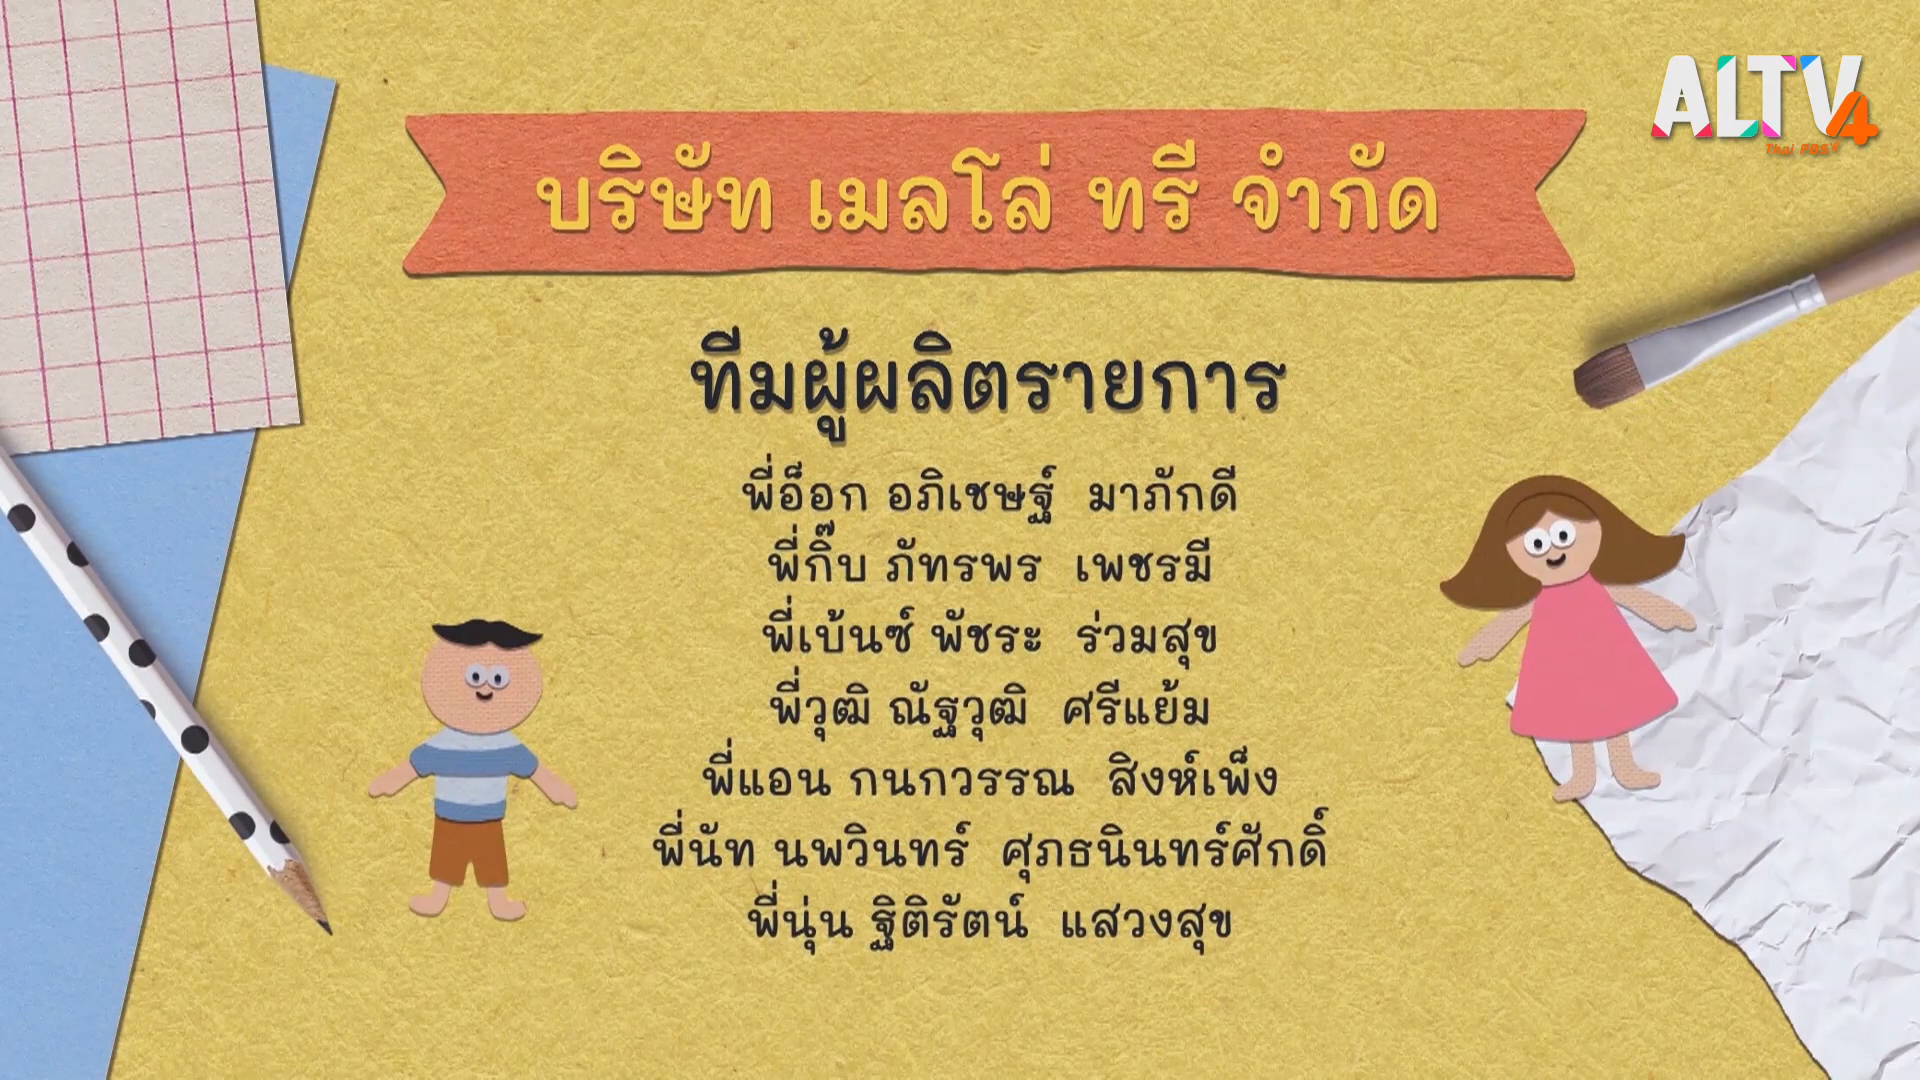 ALTV4
Thai PBS
บริษัท เมลโล่ ทรี จำกัด
ทีมผู้ผลิตรายการ
พี่อ็อก อภิเชษฐ์ มาภักดี
พี่กิ๊บ ภัทรพร เพชรมี
พี่เบ้นซ์ พัชระ ร่วมสุข
พี่วุฒิ ณัฐวุฒิ ศรีแย้ม
พี่แอน กนกวรรณ สิงห์เพ็ง
พี่นัท นพวินทร์ ศุภธนินทร์ศักดิ์
พี่นุ่น ฐิติรัตน์ แสวงสุข